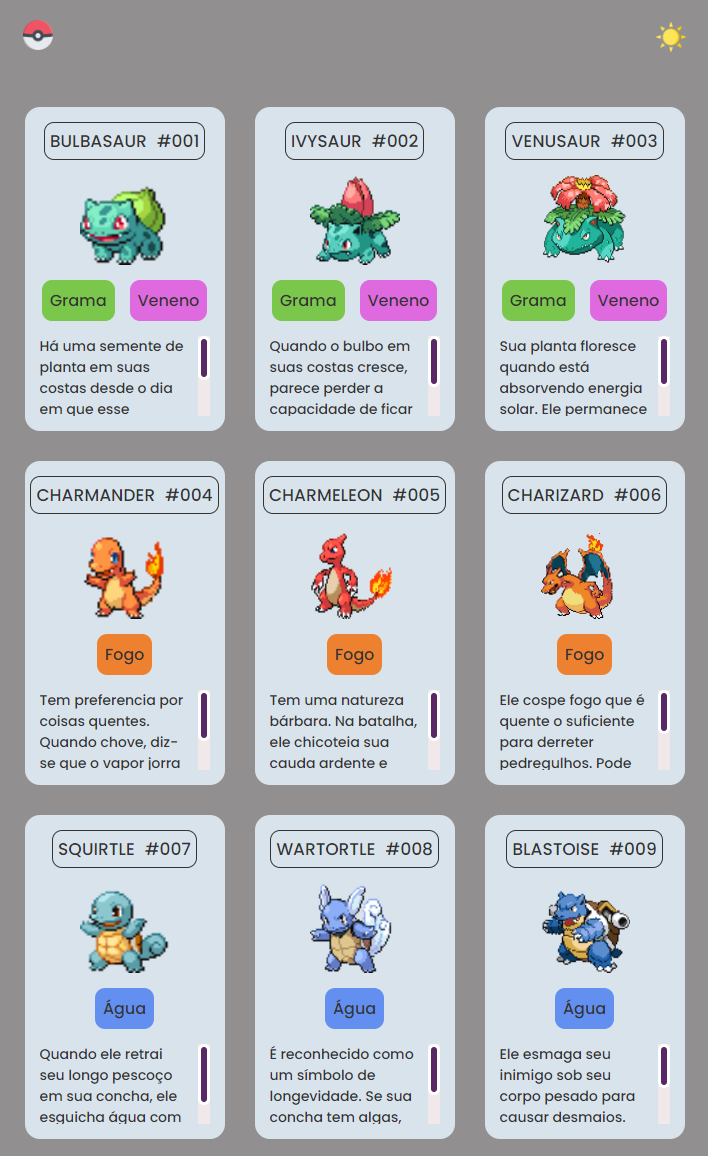 BULBASAUR #001
Grama Veneno
Há uma semente de
planta em suas
costas desde o dia
em que esse
IVYSAUR #002
Grama Veneno
Quando o bulbo em
suas costas cresce,
parece perder a
capacidade de ficar
VENUSAUR #003
Grama Veneno
Sua planta floresce
quando está
absorvendo energia
solar. Ele permanece
CHARMANDER #004
Fogo
Tem preferencia por
coisas quentes.
Quando chove, diz-
se que o vapor jorra
CHARMELEON #005
Fogo
Tem uma natureza
bárbara. Na batalha,
ele chicoteia sua
cauda ardente e
CHARIZARD #006
Fogo
Ele cospe fogo que é
quente o suficiente
para derreter
pedregulhos. Pode
SQUIRTLE #007
Água
Quando ele retrai
seu longo pescoço
em sua concha, ele
esguicha água com
WARTORTLE #008
Água
É reconhecido como
um símbolo de
longevidade. Se sua
concha tem algas,
BLASTOISE #009
Água
Ele esmaga seu
inimigo sob seu
corpo pesado para
causar desmaios.